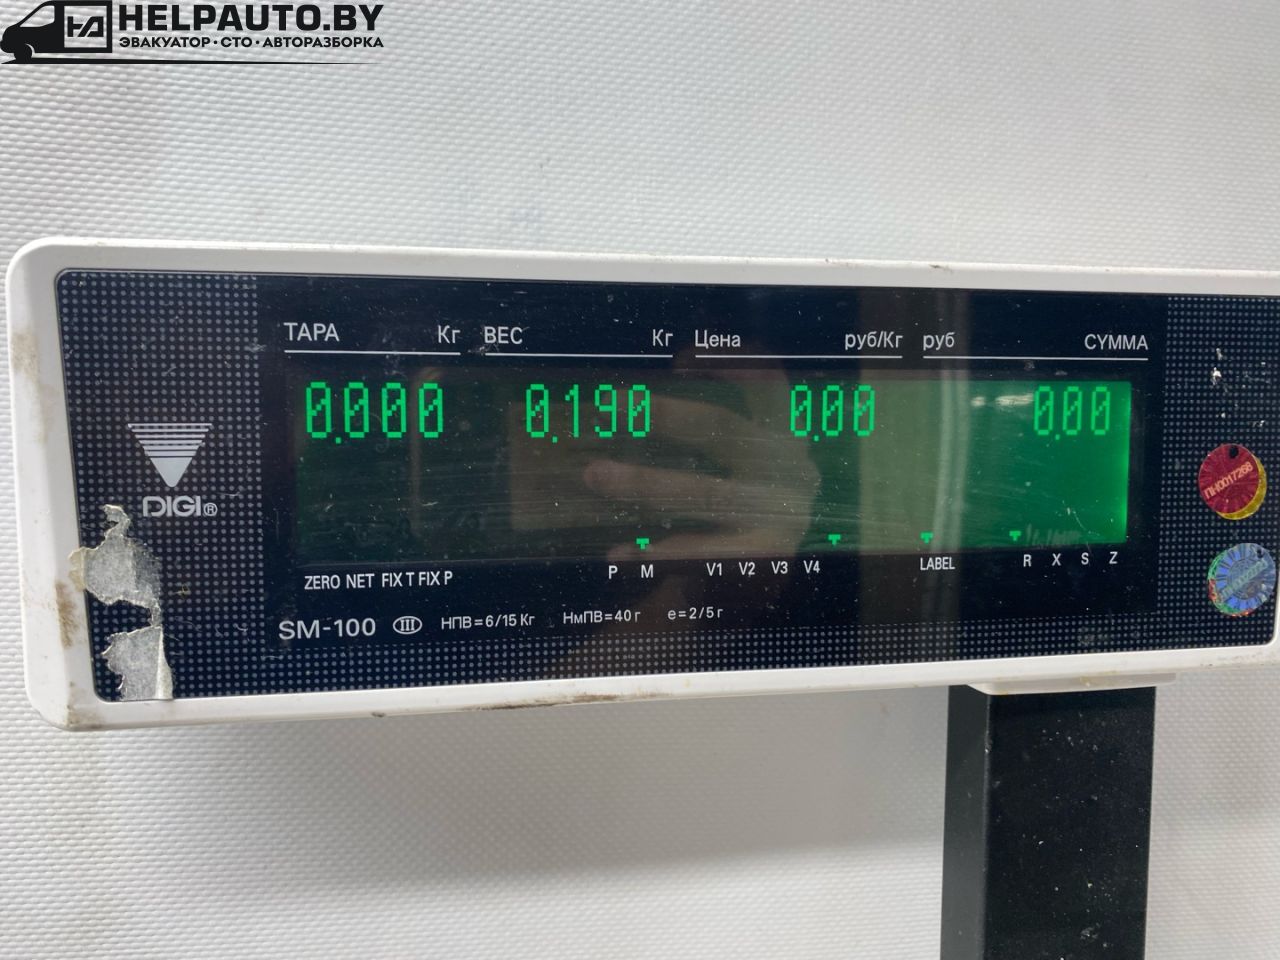 HELPAUTO.BY
ЭВАКУАТОР·СТО·АВТОРАЗБОРКА
ТАРА Кг ВЕС Кг Цена руб/Кг руб СУММА
0.000 0.190 0.00 0.00
DIGI®
ПН0017268
ZERO NET FIX T FIX P P M V1 V2 V3 V4 LABEL R X S Z
SM-100 III НПВ=6/15 Кг НмПВ=40 г e=2/5 г